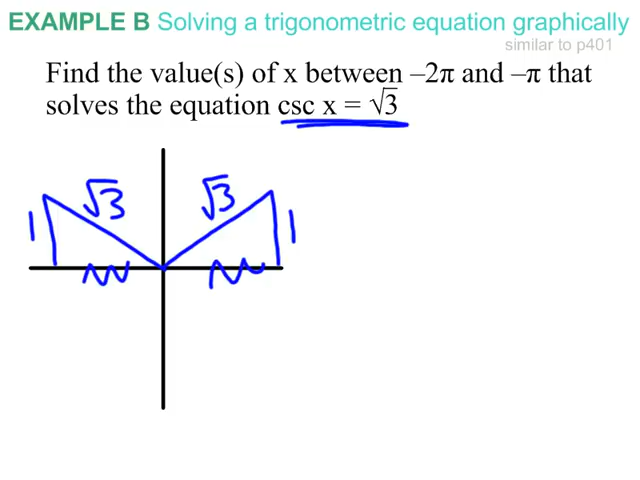 EXAMPLE B Solving a trigonometric equation graphically
similar to p401
Find the value(s) of x between –2π and –π that
solves the equation csc x = √3
√3 √3
1 1